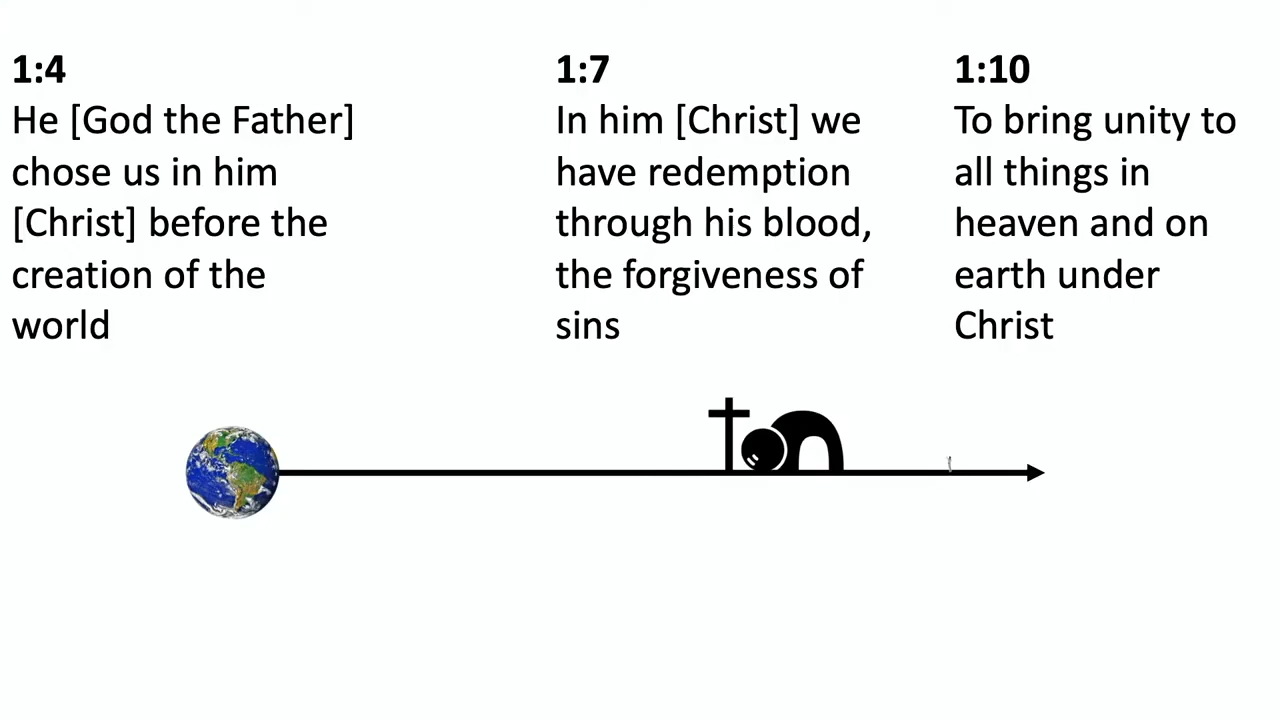 1:4
He [God the Father]
chose us in him
[Christ] before the
creation of the
world
1:7
In him [Christ] we
have redemption
through his blood,
the forgiveness of
sins
1:10
To bring unity to
all things in
heaven and on
earth under
Christ